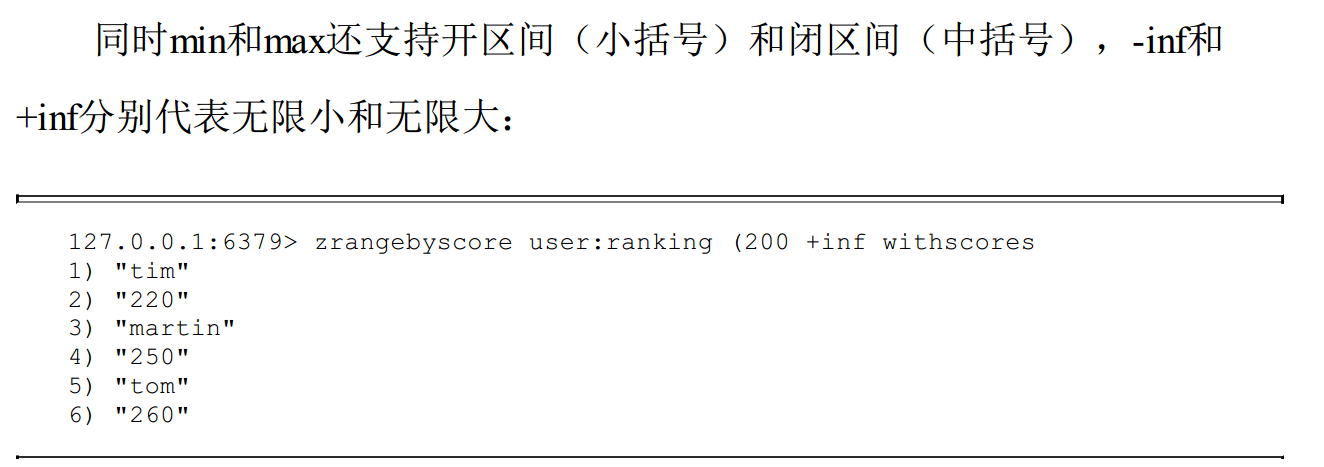 同时min和max还支持开区间（小括号）和闭区间（中括号），-inf和
+inf分别代表无限小和无限大：
127.0.0.1:6379> zrangebyscore user:ranking (200 +inf withscores
1) "tim"
2) "220"
3) "martin"
4) "250"
5) "tom"
6) "260"